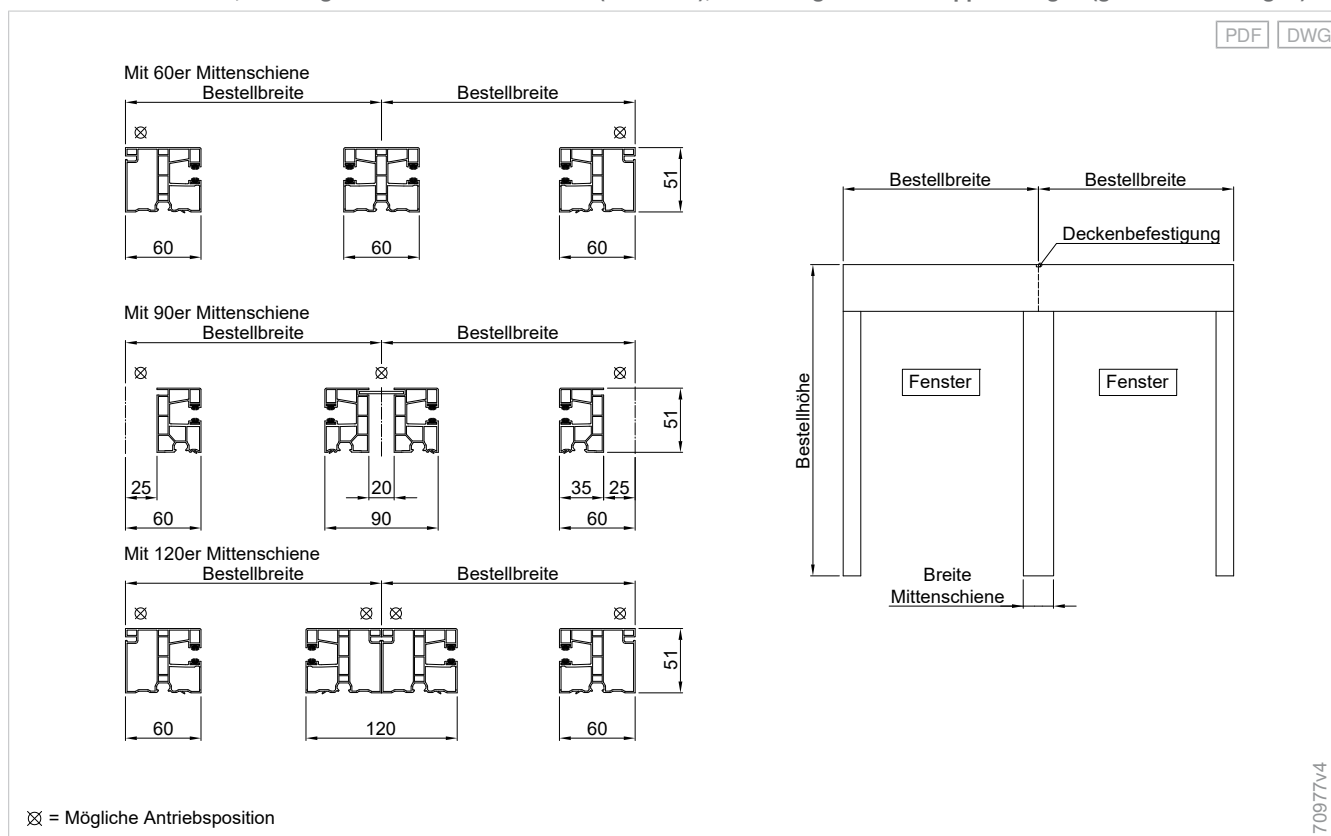 PDF DWG
Mit 60er Mittenschiene
Bestellbreite Bestellbreite
51
60 60 60
Mit 90er Mittenschiene
Bestellbreite Bestellbreite
51
25 20 35 25
60 90 60
Mit 120er Mittenschiene
Bestellbreite Bestellbreite
51
60 120 60
⊠ = Mögliche Antriebsposition
Bestellbreite Bestellbreite
Deckenbefestigung
Fenster Fenster
Bestellhöhe
Breite
Mittenschiene
70977v4